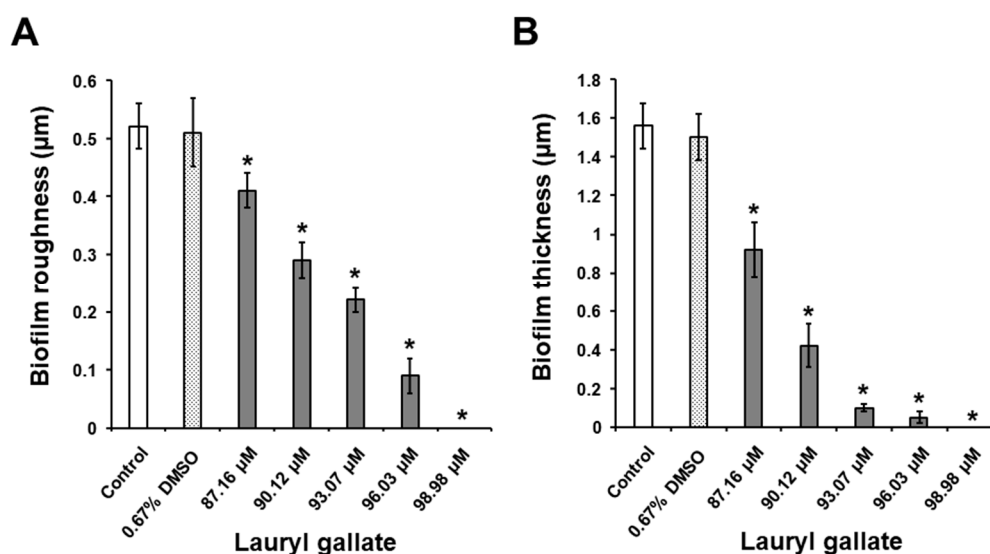 A
Biofilm roughness (µm)
0.6
0.5
0.4
0.3
0.2
0.1
0
*
*
*
*
*
Control
0.67% DMSO
87.16 µM
90.12 µM
93.07 µM
96.03 µM
98.98 µM
Lauryl gallate
B
Biofilm thickness (µm)
1.8
1.6
1.4
1.2
1
0.8
0.6
0.4
0.2
0
*
*
*
*
*
Control
0.67% DMSO
87.16 µM
90.12 µM
93.07 µM
96.03 µM
98.98 µM
Lauryl gallate